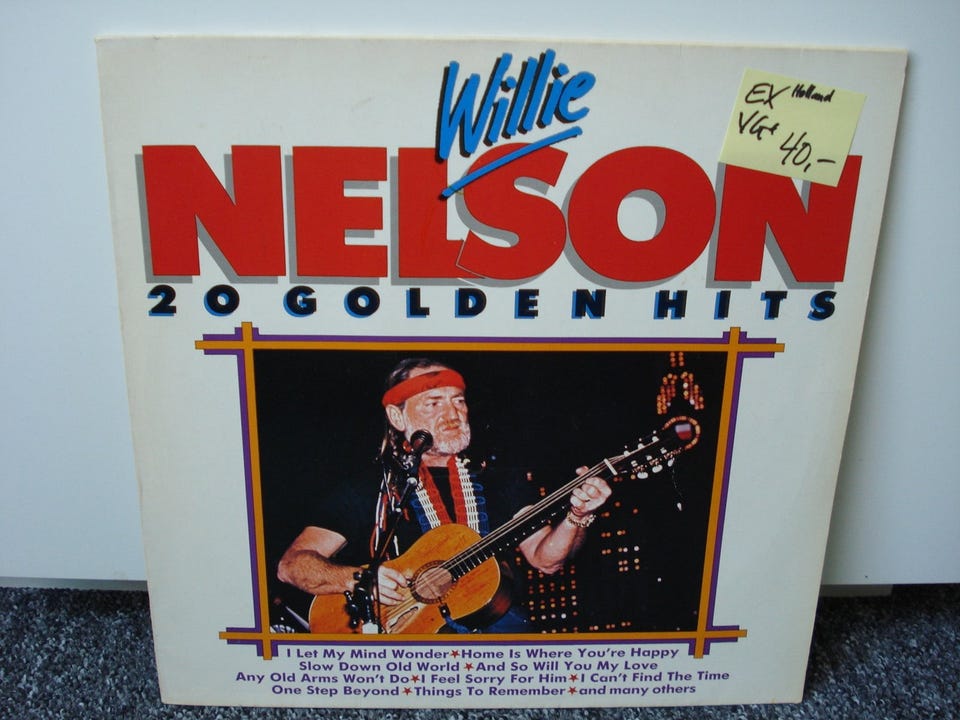 Willie
NELSON
20 GOLDEN HITS
EX Holland
VG+
40,-
I Let My Mind Wonder★Home Is Where You're Happy
Slow Down Old World★And So Will You My Love
Any Old Arms Won't Do★I Feel Sorry For Him★I Can't Find The Time
One Step Beyond★Things To Remember★and many others